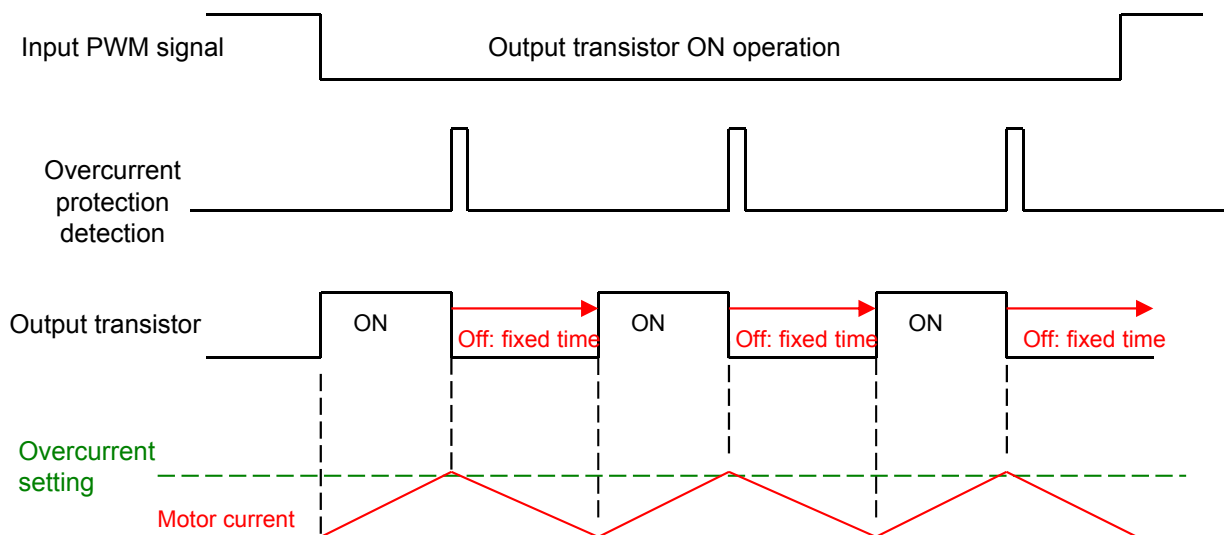 Input PWM signal
Output transistor ON operation
Overcurrent
protection
detection
Output transistor
ON
Off: fixed time
ON
Off: fixed time
ON
Off: fixed time
Overcurrent
setting
Motor current